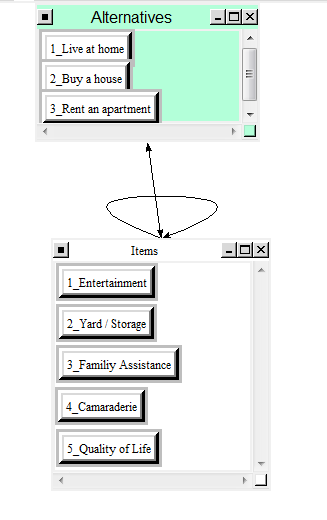 Alternatives
1_Live at home
2_Buy a house
3_Rent an apartment
Items
1_Entertainment
2_Yard / Storage
3_Familiy Assistance
4_Camaraderie
5_Quality of Life